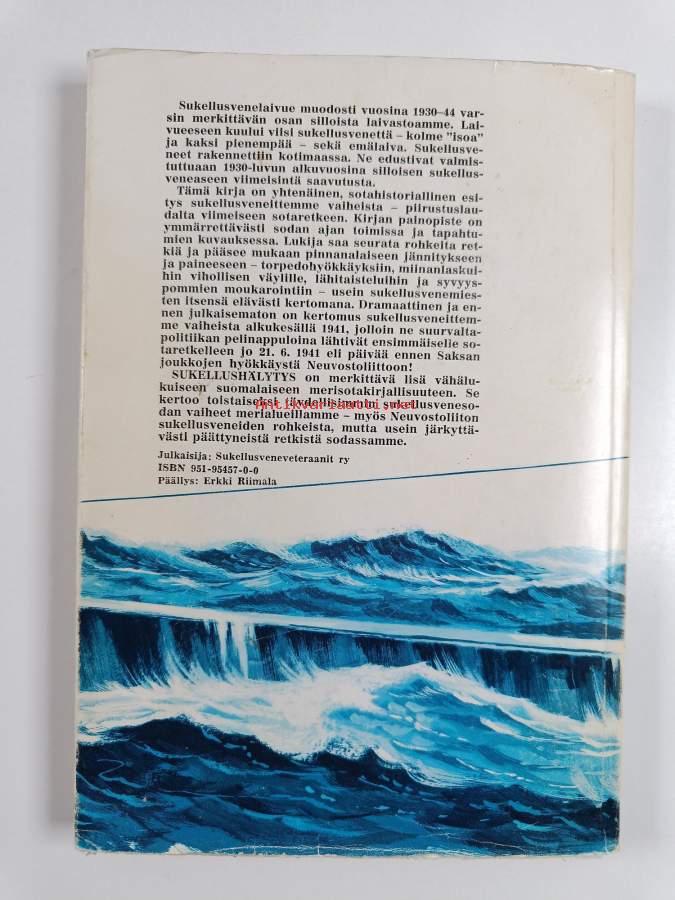 Sukellusvenelaivue muodosti vuosina 1930–44 var-
sin merkittävän osan silloista laivastoamme. Lai-
vueeseen kuului viisi sukellusvenettä – kolme "isoa"
ja kaksi pienempää – sekä emälaiva. Sukellusve-
neet rakennettiin kotimaassa. Ne edustivat valmis-
tuttuaan 1930-luvun alkuvuosina silloisen sukellus-
veneaseen viimeisintä saavutusta.
Tämä kirja on yhtenäinen, sotahistoriallinen esi-
tys sukellusveneittemme vaiheista – piirustuslau-
dalta viimeiseen sotaretkeen. Kirjan painopiste on
ymmärrettävästi sodan ajan toimissa ja tapahtu-
mien kuvauksessa. Lukija saa seurata rohkeita ret-
kiä ja pääsee mukaan pinnanalaiseen jännitykseen
ja paineeseen – torpedohyökkäyksiin, miinanlasku-
hin vihollisen väylille, lähitaisteluihin ja syvyys-
pommien moukarointiin – usein sukellusvenemies-
ten itsensä elävästi kertomana. Dramaattinen ja en-
nen julkaisematon on kertomus sukellusveneittem-
me vaiheista alkukesällä 1941, jolloin ne suurvalta-
politiikan pelinappuloina lähtivät ensimmäiselle so-
taretkelleen jo 21. 6. 1941 eli päivää ennen Saksan
joukkojen hyökkäystä Neuvostoliittoon!
SUKELLUSHÄLYTYS on merkittävä lisä vähälu-
kuiseen suomalaiseen merisotakirjallisuuteen. Se
kertoo toistaiseksi täydellisimmin sukellusveneso-
antikvariaatti.net
dan vaiheet merialueillamme – myös Neuvostoliiton
sukellusveneiden rohkeista, mutta usein järkyttä-
västi päättyneistä retkistä sodassamme.
Julkaisija: Sukellusveneveteraanit ry
ISBN 951-95457-0-0
Päällys: Erkki Riimala